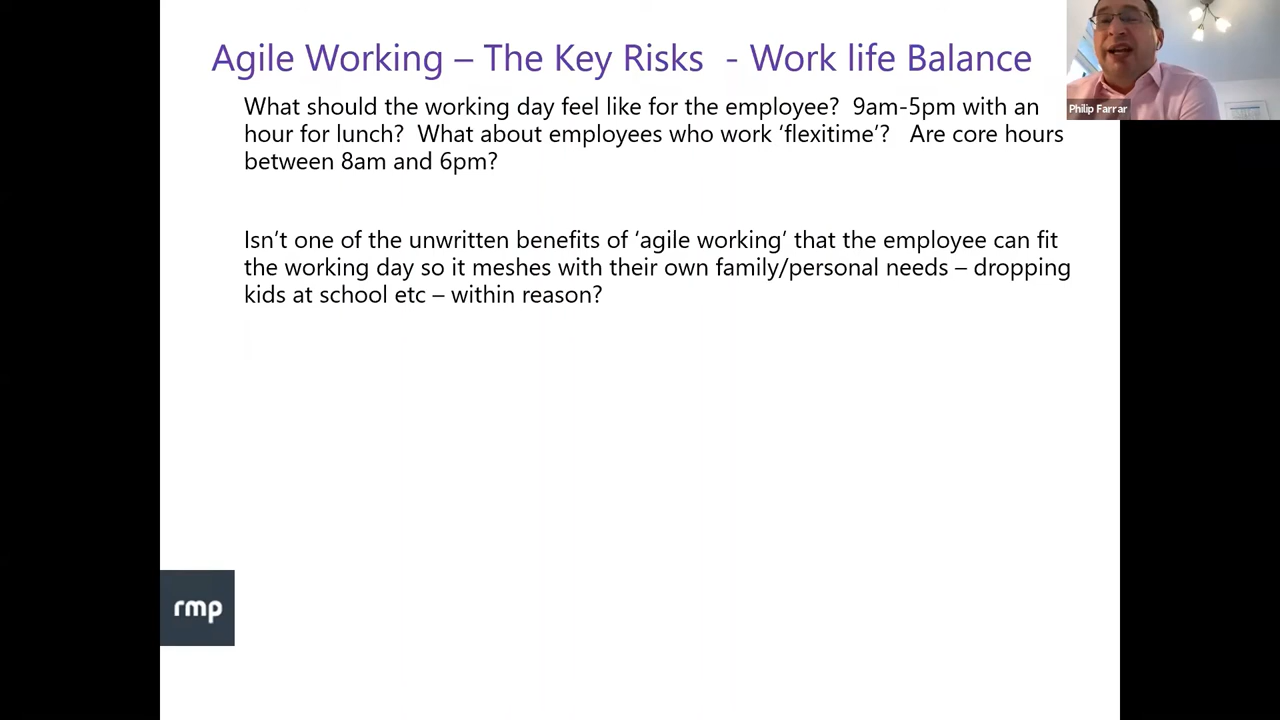 Agile Working – The Key Risks  - Work life Balance
Philip Farrar
What should the working day feel like for the employee?  9am-5pm with an
hour for lunch?  What about employees who work ‘flexitime’?   Are core hours
between 8am and 6pm?
Isn’t one of the unwritten benefits of ‘agile working’ that the employee can fit
the working day so it meshes with their own family/personal needs – dropping
kids at school etc – within reason?
rmp